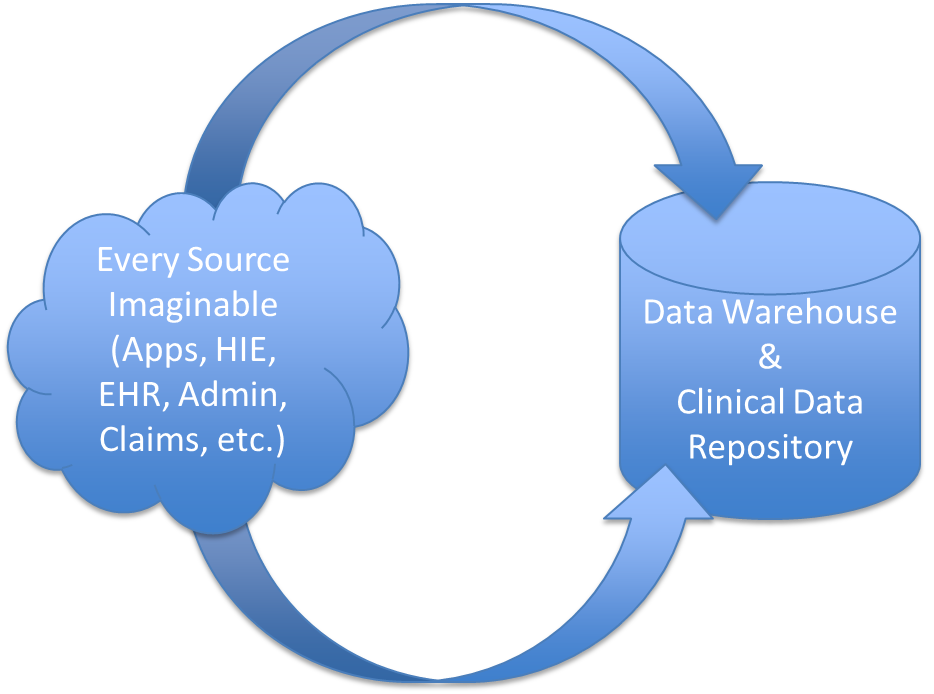 Every Source
Imaginable
(Apps, HIE,
EHR, Admin,
Claims, etc.)
Data Warehouse
&
Clinical Data
Repository